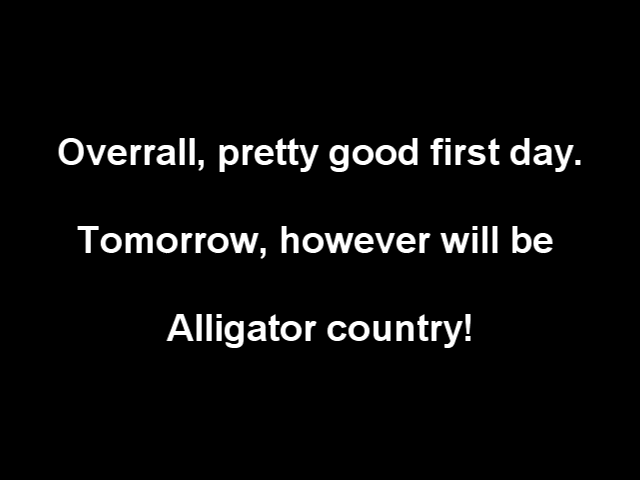 Overrall, pretty good first day.
Tomorrow, however will be
Alligator country!